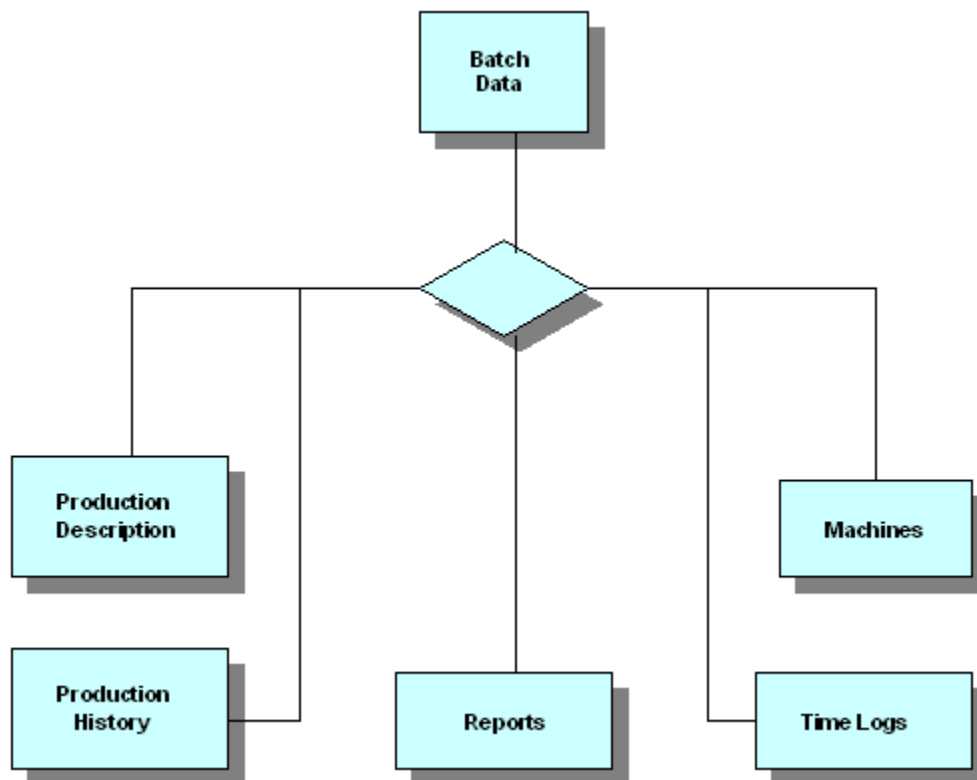 Batch
Data
Production
Description
Machines
Production
History
Reports
Time Logs